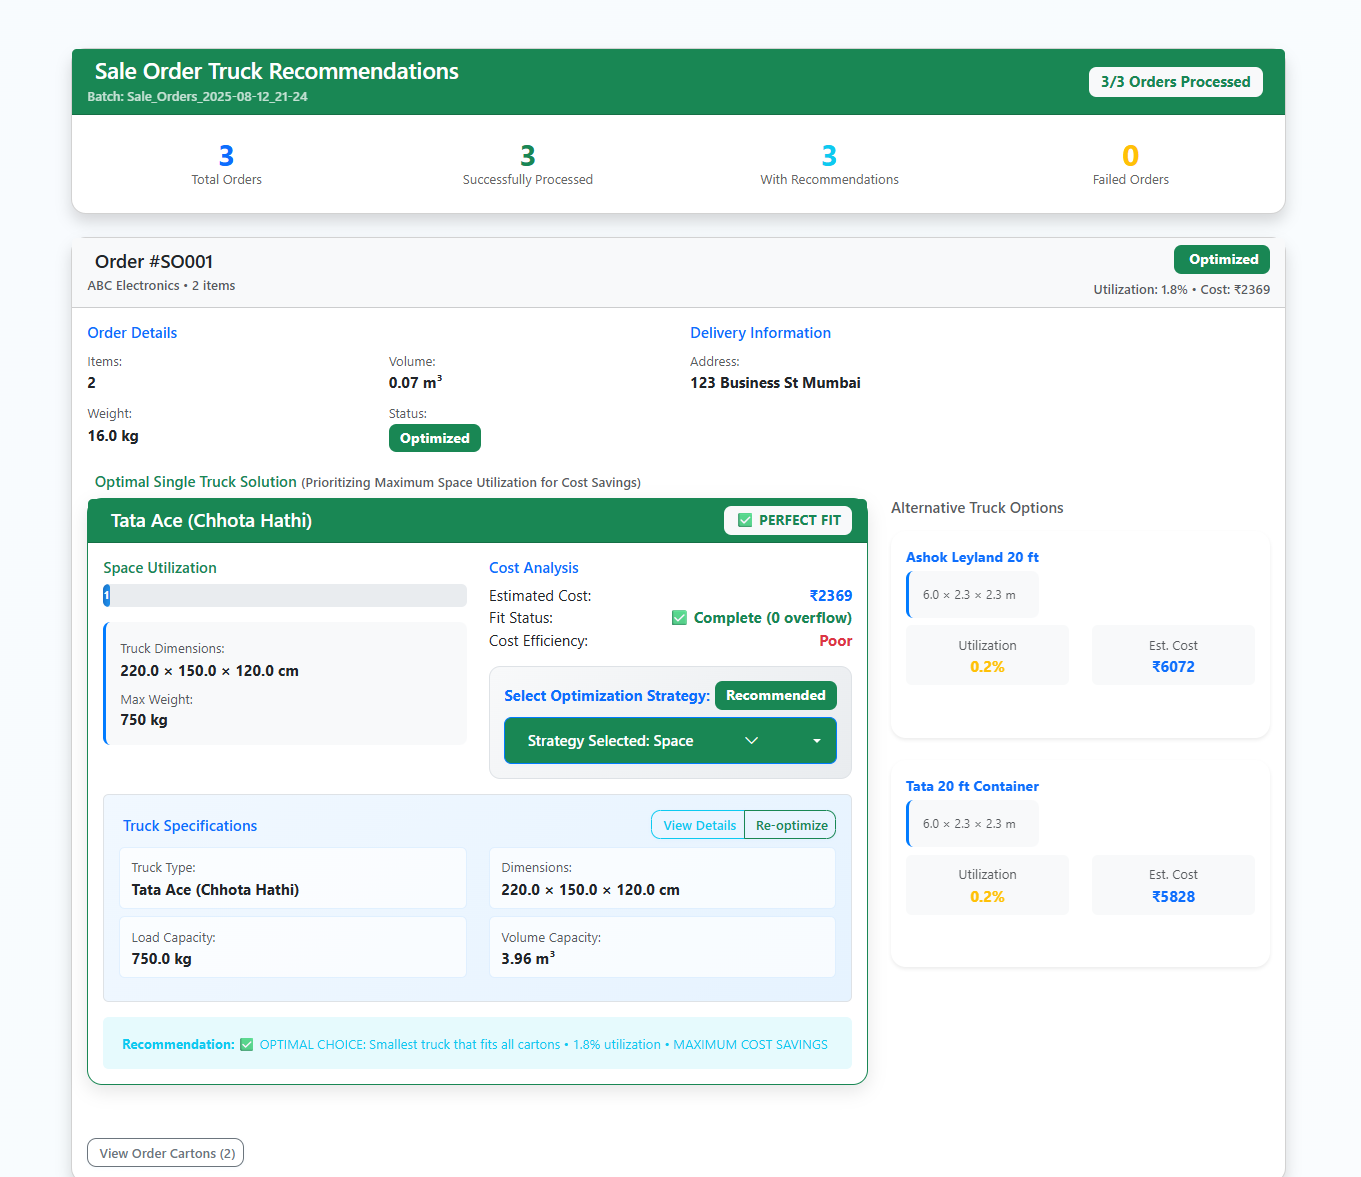 Sale Order Truck Recommendations
Batch: Sale_Orders_2025-08-12_21-24
3/3 Orders Processed
3
Total Orders
3
Successfully Processed
3
With Recommendations
0
Failed Orders
Order #SO001
ABC Electronics • 2 items
Optimized
Utilization: 1.8% • Cost: ₹2369
Order Details
Items:
2
Volume:
0.07 m³
Weight:
16.0 kg
Status:
Optimized
Delivery Information
Address:
123 Business St Mumbai
Optimal Single Truck Solution (Prioritizing Maximum Space Utilization for Cost Savings)
Tata Ace (Chhota Hathi)
✅ PERFECT FIT
Space Utilization
1
Truck Dimensions:
220.0 × 150.0 × 120.0 cm
Max Weight:
750 kg
Cost Analysis
Estimated Cost: ₹2369
Fit Status: ✅ Complete (0 overflow)
Cost Efficiency: Poor
Select Optimization Strategy: Recommended
Strategy Selected: Space
Truck Specifications
View Details
Re-optimize
Truck Type:
Tata Ace (Chhota Hathi)
Dimensions:
220.0 × 150.0 × 120.0 cm
Load Capacity:
750.0 kg
Volume Capacity:
3.96 m³
Recommendation: ✅ OPTIMAL CHOICE: Smallest truck that fits all cartons • 1.8% utilization • MAXIMUM COST SAVINGS
Alternative Truck Options
Ashok Leyland 20 ft
6.0 × 2.3 × 2.3 m
Utilization
0.2%
Est. Cost
₹6072
Tata 20 ft Container
6.0 × 2.3 × 2.3 m
Utilization
0.2%
Est. Cost
₹5828
View Order Cartons (2)